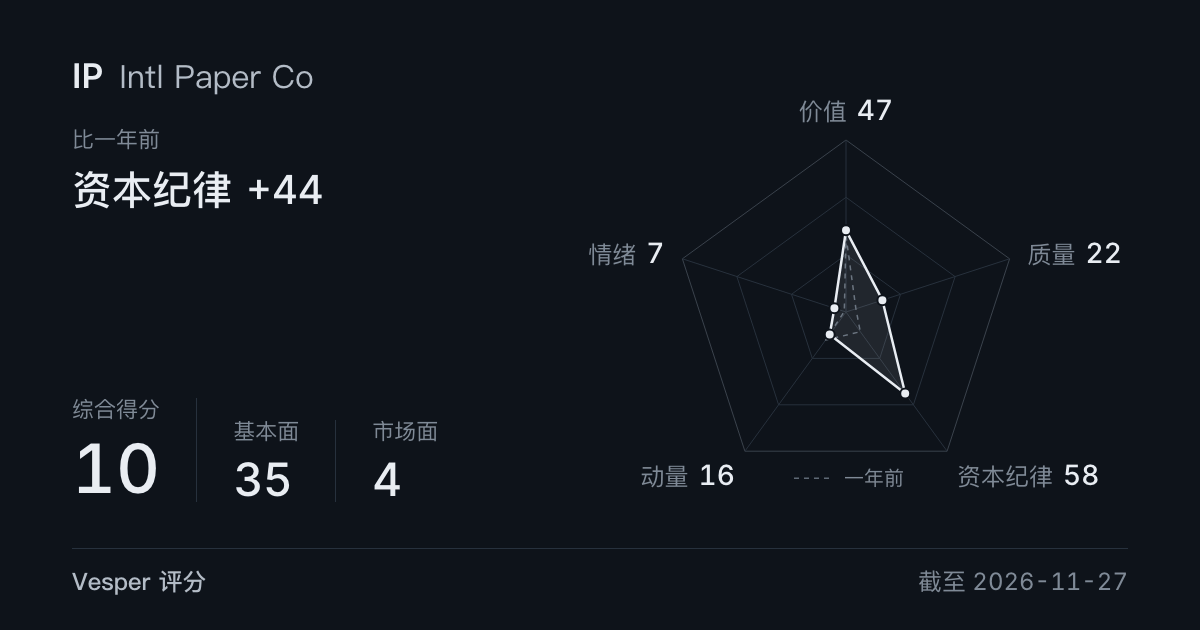 IP Intl Paper Co
比一年前
资本纪律 +44
价值 47
情绪 7
质量 22
动量 16
---- 一年前
资本纪律 58
综合得分
10
基本面
35
市场面
4
Vesper 评分
截至 2026-11-27